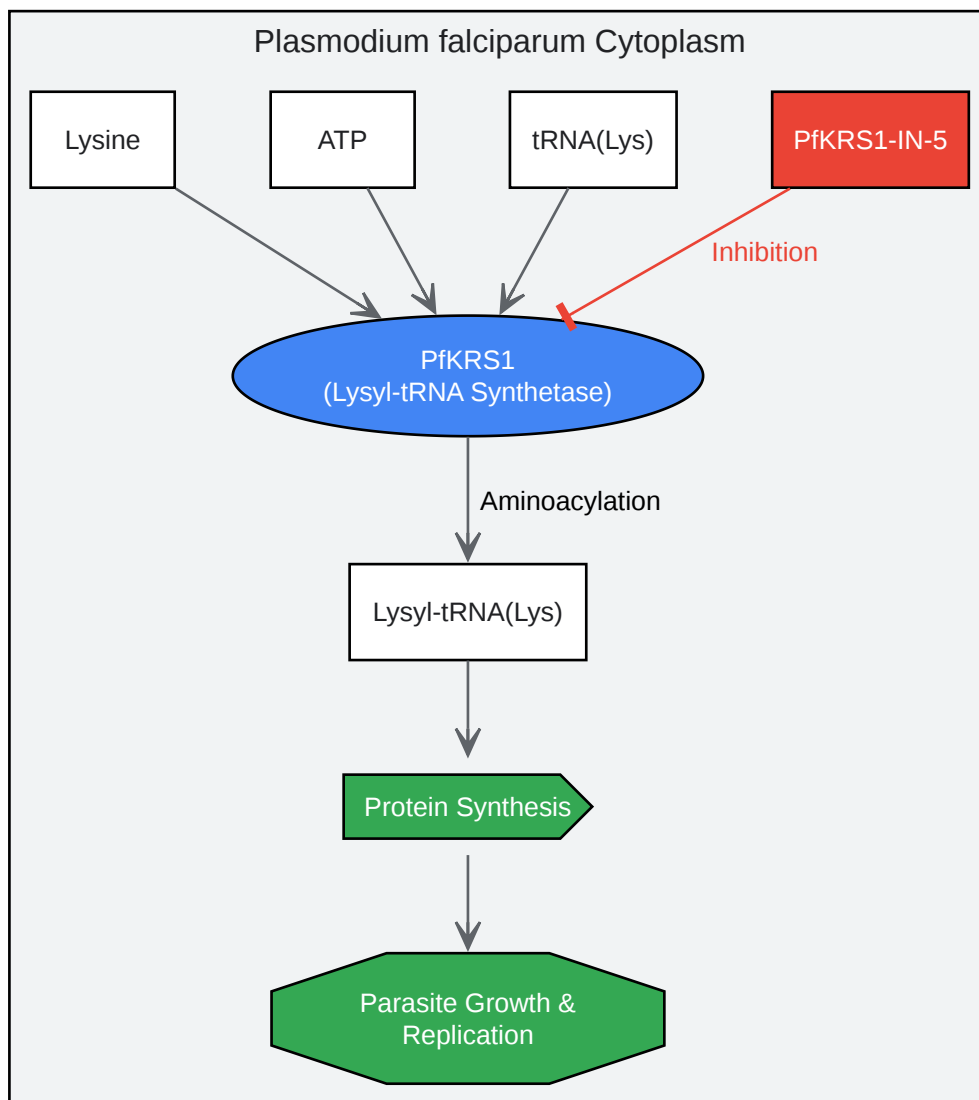 Plasmodium falciparum Cytoplasm
Lysine
ATP
tRNA(Lys)
PfKRS1-IN-5
Inhibition
PfKRS1
(Lysyl-tRNA Synthetase)
Aminoacylation
Lysyl-tRNA(Lys)
Protein Synthesis
Parasite Growth &
Replication